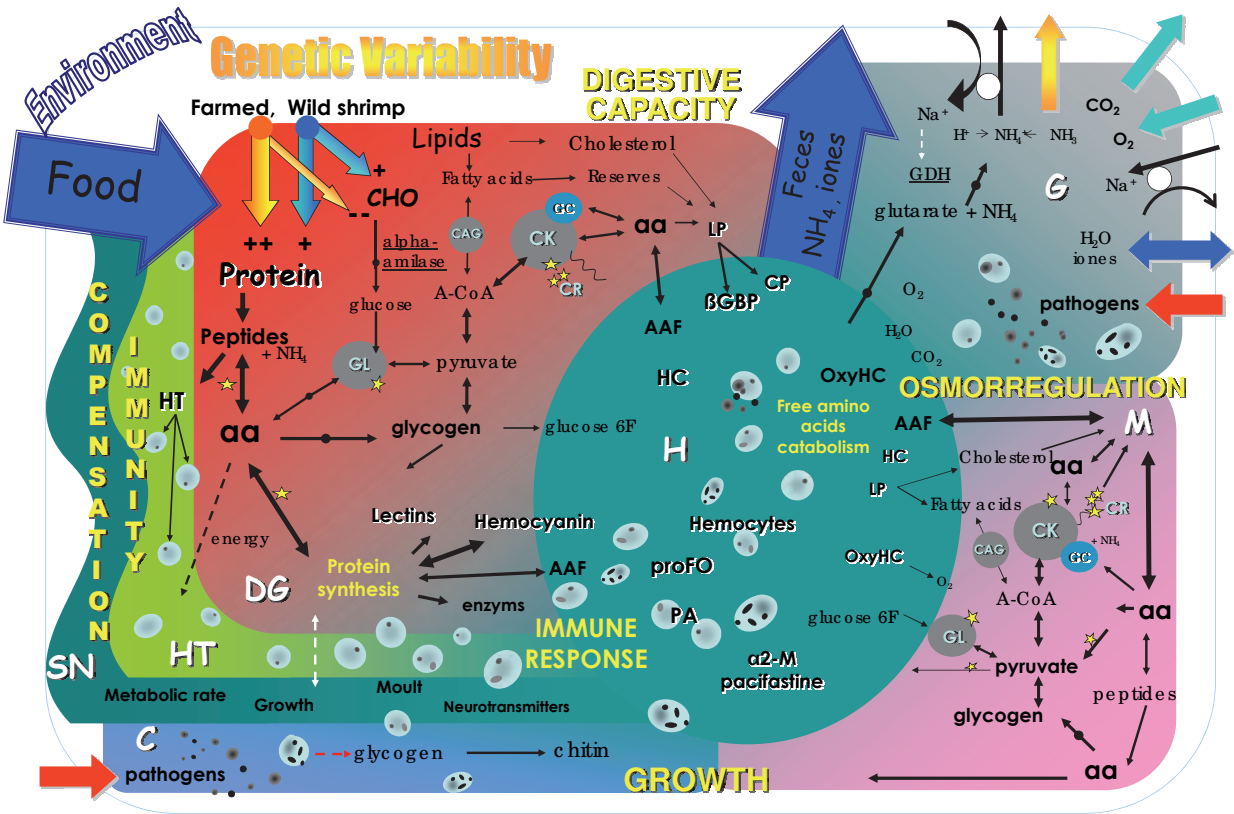 Environment
Genetic Variability
DIGESTIVE
CAPACITY
Farmed, Wild shrimp
Food
Lipids
Cholesterol
Fatty acids
Reserves
+
CHO
--
++
+
Protein
alpha-
amilase
glucose
CAG
GC
CK
CR
aa
LP
A-CoA
ßGBP
CP
AAF
Peptides
+ NH4
GL
pyruvate
HT
aa
glycogen
glucose 6F
energy
Lectins
Hemocyanin
DG
Protein
synthesis
AAF
enzyms
IMMUNE
RESPONSE
COMPENSATION
IMMUNITY
SN
HT
Metabolic rate
Growth
Moult
Neurotransmitters
C
pathogens
glycogen
chitin
GROWTH
Feces
NH4, iones
HC
OxyHC
Free amino
acids
catabolism
H
Hemocytes
proFO
PA
α2-M
pacifastine
AAF
HC
LP
OxyHC
O2
glucose 6F
O2
H2O
CO2
Na+
H+
NH4
NH3
CO2
O2
GDH
G
Na+
glutarate + NH4
H2O
iones
pathogens
OSMORREGULATION
M
Cholesterol
aa
Fatty acids
CK
CR
CAG
GC
+ NH4
A-CoA
aa
GL
pyruvate
peptides
glycogen
aa